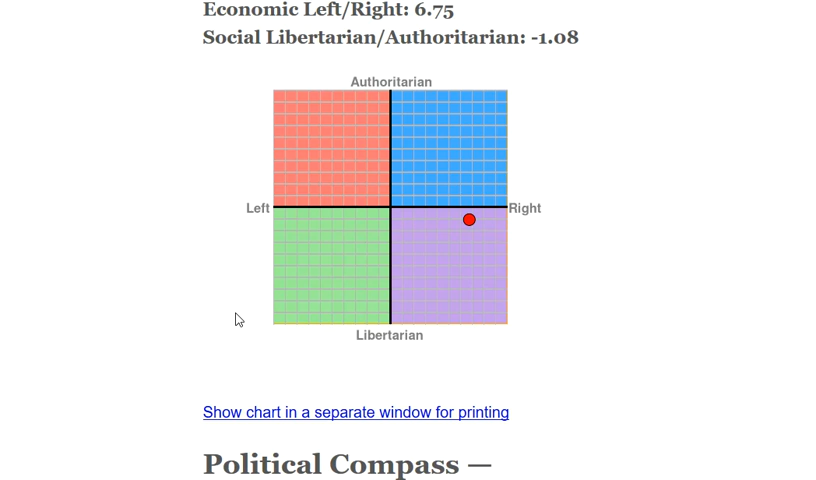 Economic Left/Right: 6.75
Social Libertarian/Authoritarian: -1.08
Authoritarian
Left
Right
Libertarian
Show chart in a separate window for printing
Political Compass —